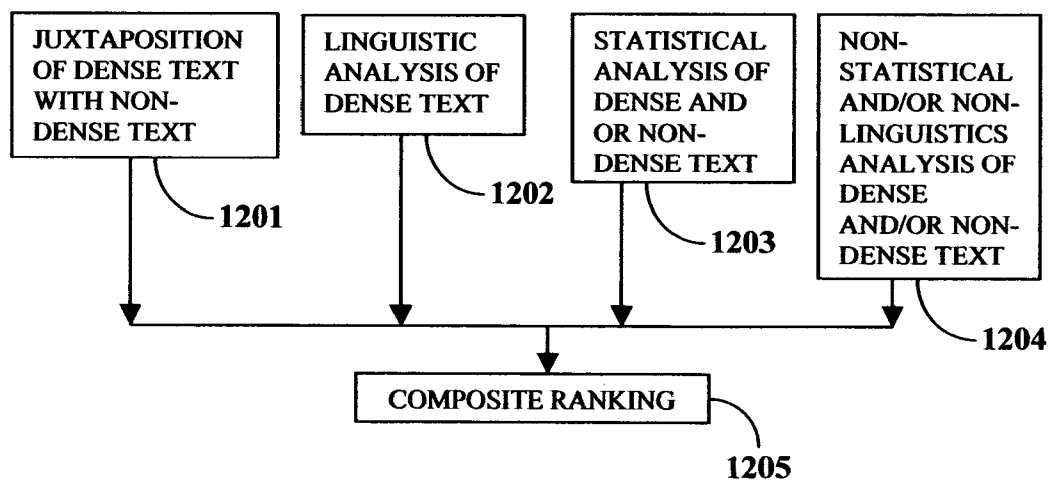 JUXTAPOSITION
OF DENSE TEXT
WITH NON-
DENSE TEXT
1201
LINGUISTIC
ANALYSIS OF
DENSE TEXT
1202
STATISTICAL
ANALYSIS OF
DENSE AND
OR NON-
DENSE TEXT
1203
NON-
STATISTICAL
AND/OR NON-
LINGUISTICS
ANALYSIS OF
DENSE
AND/OR NON-
DENSE TEXT
1204
COMPOSITE RANKING
1205